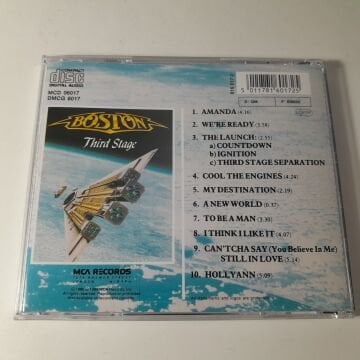 COMPACT
disc
DIGITAL AUDIO
MCD 06017
DMCG 6017
BOSTON
Third Stage
MCA RECORDS
5 011781 601725
1. AMANDA (4.16)
2. WE'RE READY (3.58)
3. THE LAUNCH: (2.55)
a) COUNTDOWN
b) IGNITION
c) THIRD STAGE SEPARATION
4. COOL THE ENGINES (4.24)
5. MY DESTINATION (2.19)
6. A NEW WORLD (0.37)
7. TO BE A MAN (3.30)
8. I THINK I LIKE IT (4.07)
9. CAN'TCHA SAY (You Believe in Me)
STILL IN LOVE (5.14)
10. HOLLYANN (5.09)